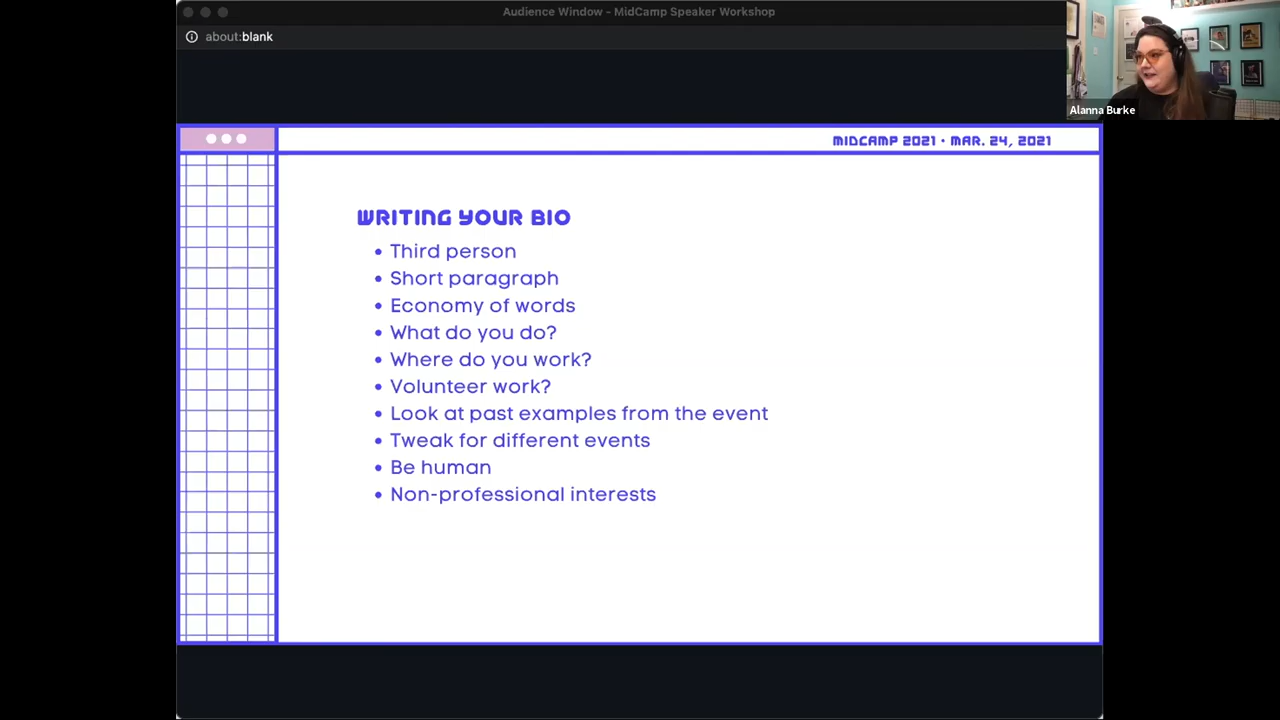 Audience Window - MidCamp Speaker Workshop
about:blank
Alanna Burke
MIDCAMP 2021 • MAR. 24, 2021
WRITING YOUR BIO
• Third person
• Short paragraph
• Economy of words
• What do you do?
• Where do you work?
• Volunteer work?
• Look at past examples from the event
• Tweak for different events
• Be human
• Non-professional interests